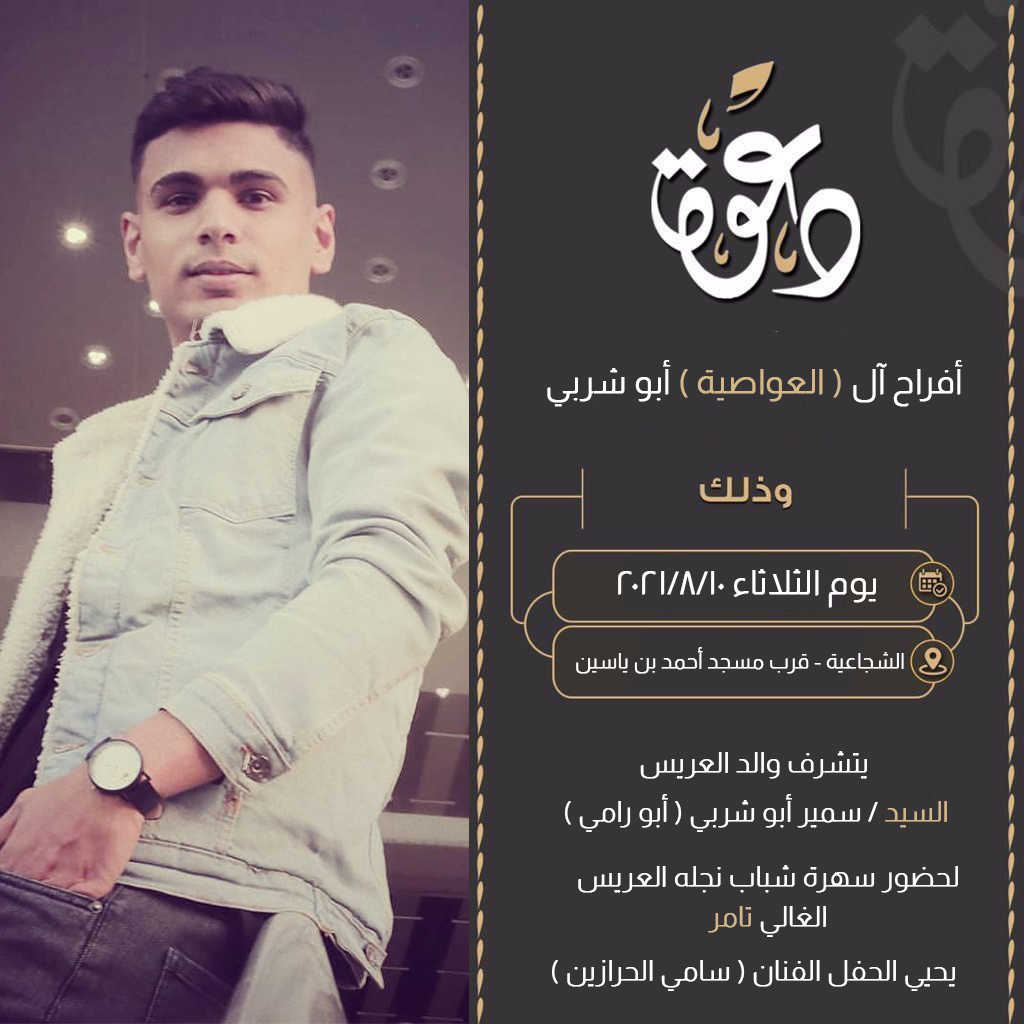 دعوة
أفراح آل ( العواصية ) أبو شربي
وذلك
يوم الثلاثاء ٢٠٢١/٨/١٠
الشجاعية - قرب مسجد أحمد بن ياسين
يتشرف والد العريس
السيد / سمير أبو شربي ( أبو رامي )
لحضور سهرة شباب نجله العريس
الغالي تامر
يحيي الحفل الفنان ( سامي الحرازين )